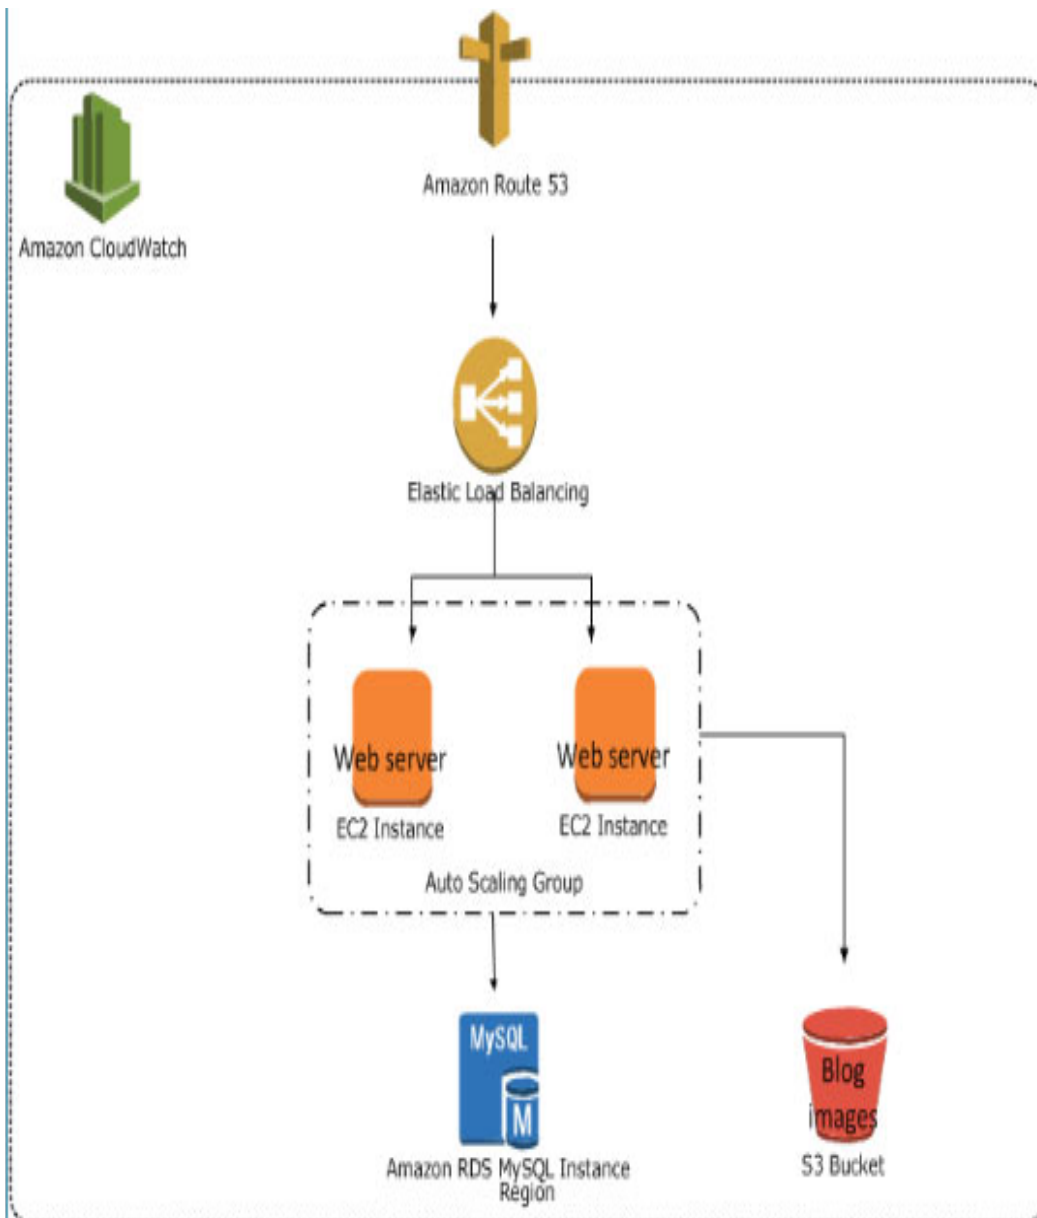 Amazon Route 53
Amazon CloudWatch
Elastic Load Balancing
Web server
EC2 Instance
Web server
EC2 Instance
Auto Scaling Group
MySQL
M
Amazon RDS MySQL Instance
Region
Blog
images
S3 Bucket